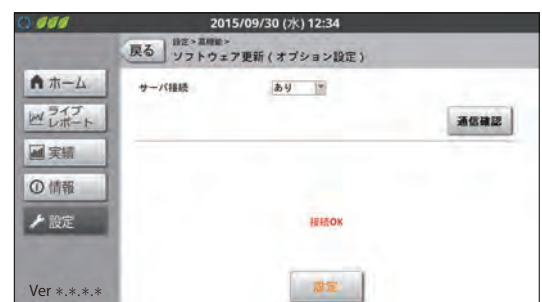 2015/09/30 (水) 12:34
戻る
設定>高機能>
ソフトウェア更新 ( オプション設定 )
ホーム
ライブ
レポート
実績
情報
設定
Ver *.*.*.*
サーバ接続
あり
通信確認
接続OK
設定